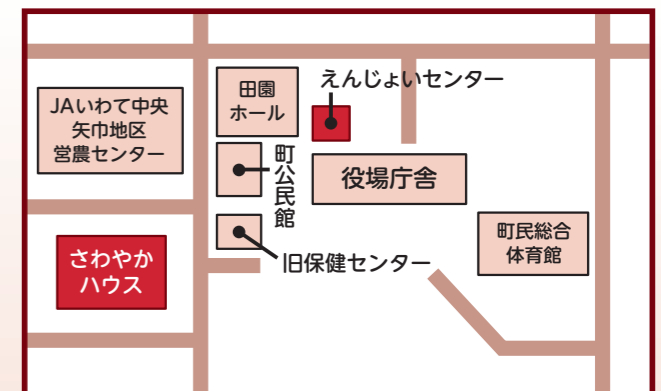 えんじょいセンター
田園
ホール
JAいわて中央
矢巾地区
営農センター
町公民館
役場庁舎
町民総合
体育館
さわやか
ハウス
旧保健センター